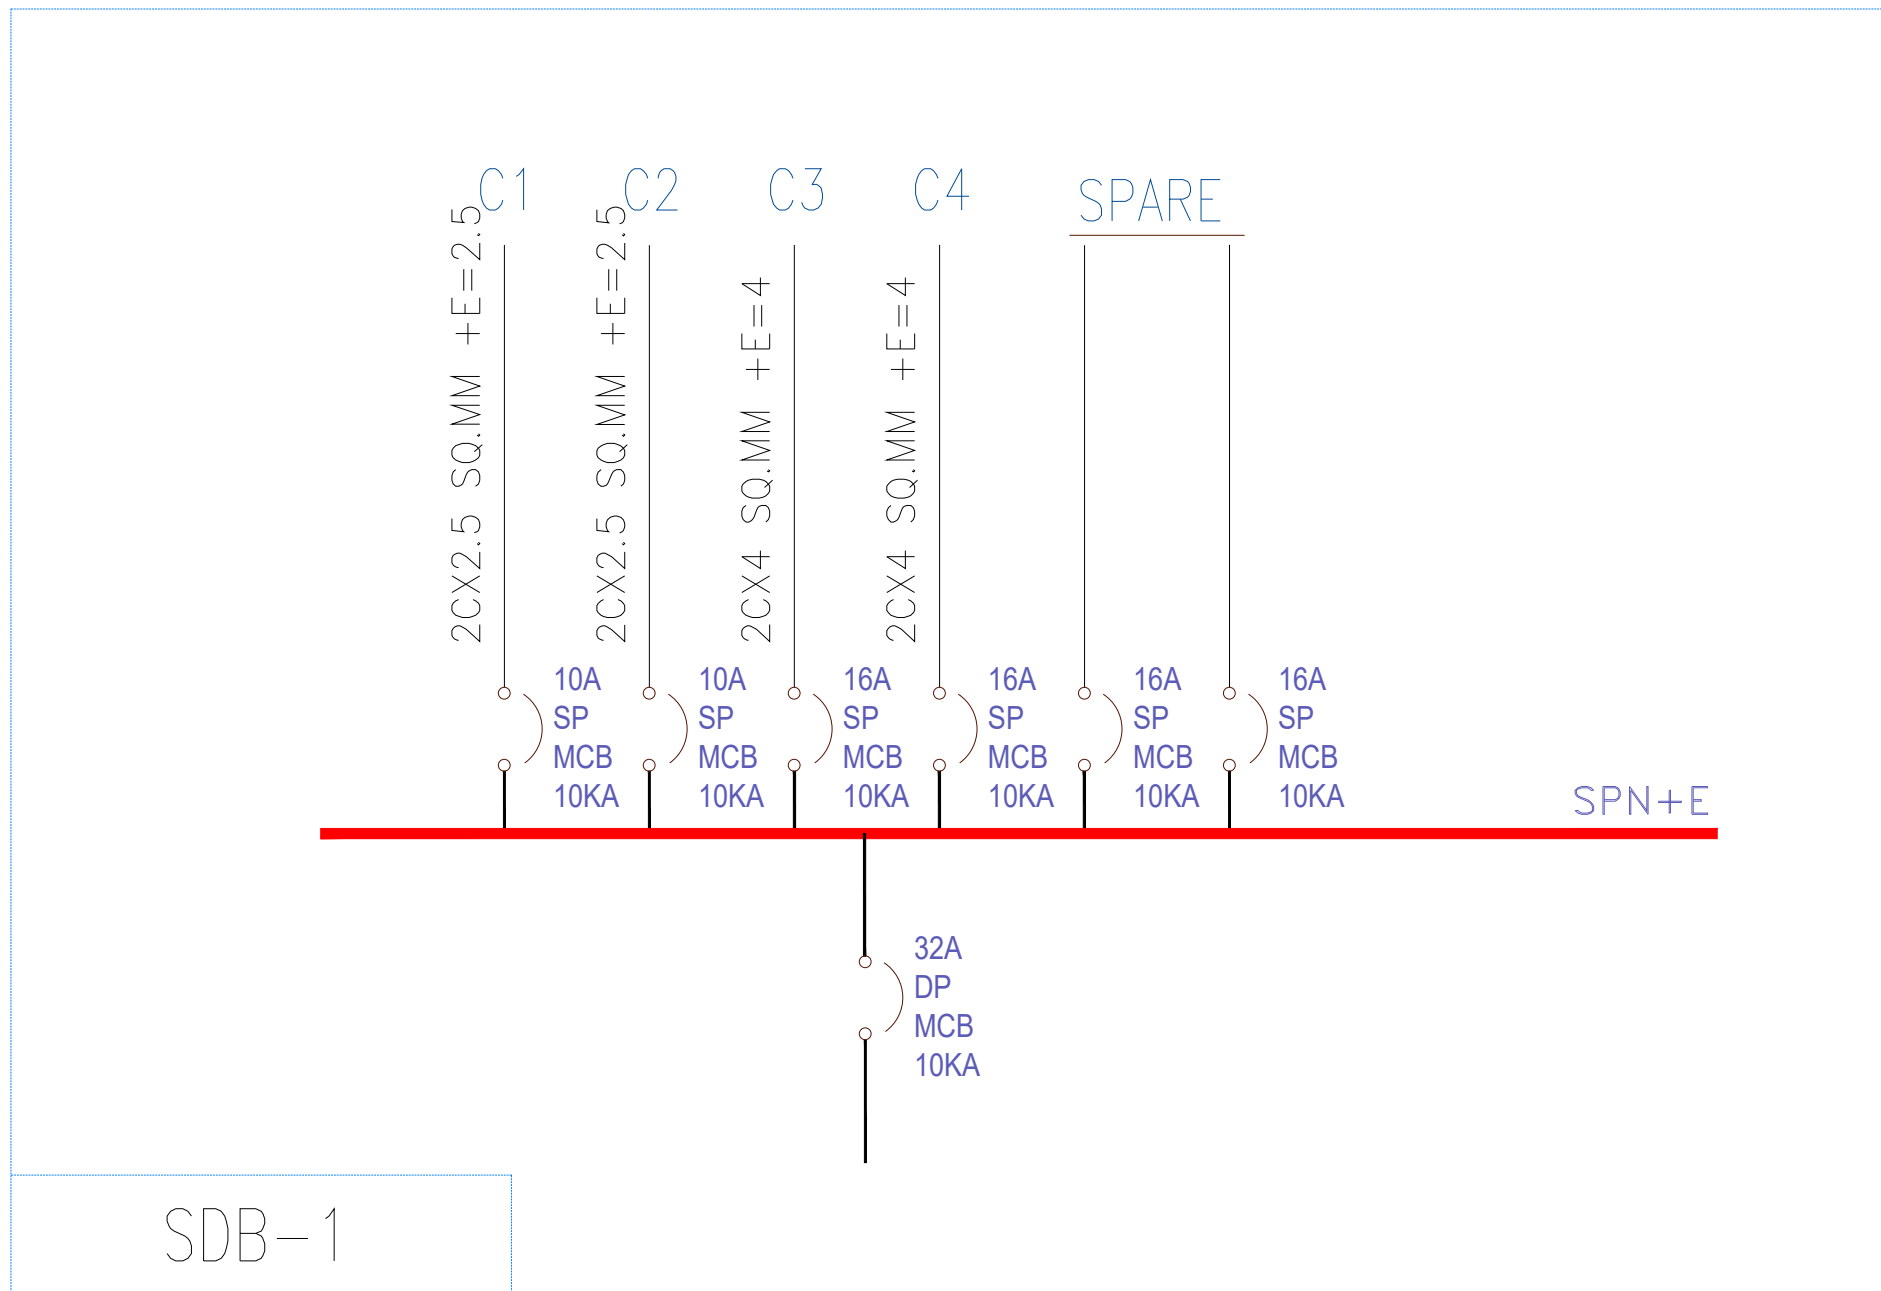 C1
C2
C3
C4
SPARE
2CX2.5 SQ.MM +E=2.5
2CX2.5 SQ.MM +E=2.5
2CX4 SQ.MM +E=4
2CX4 SQ.MM +E=4
10A
SP
MCB
10KA
10A
SP
MCB
10KA
16A
SP
MCB
10KA
16A
SP
MCB
10KA
16A
SP
MCB
10KA
16A
SP
MCB
10KA
SPN+E
32A
DP
MCB
10KA
SDB-1